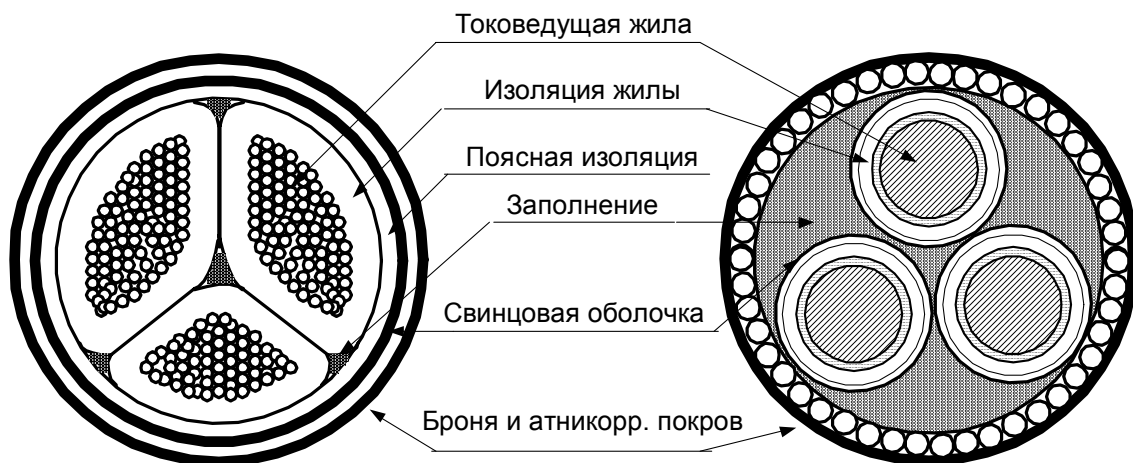 Токоведущая жила
Изоляция жилы
Поясная изоляция
Заполнение
Свинцовая оболочка
Броня и атникорр. покров